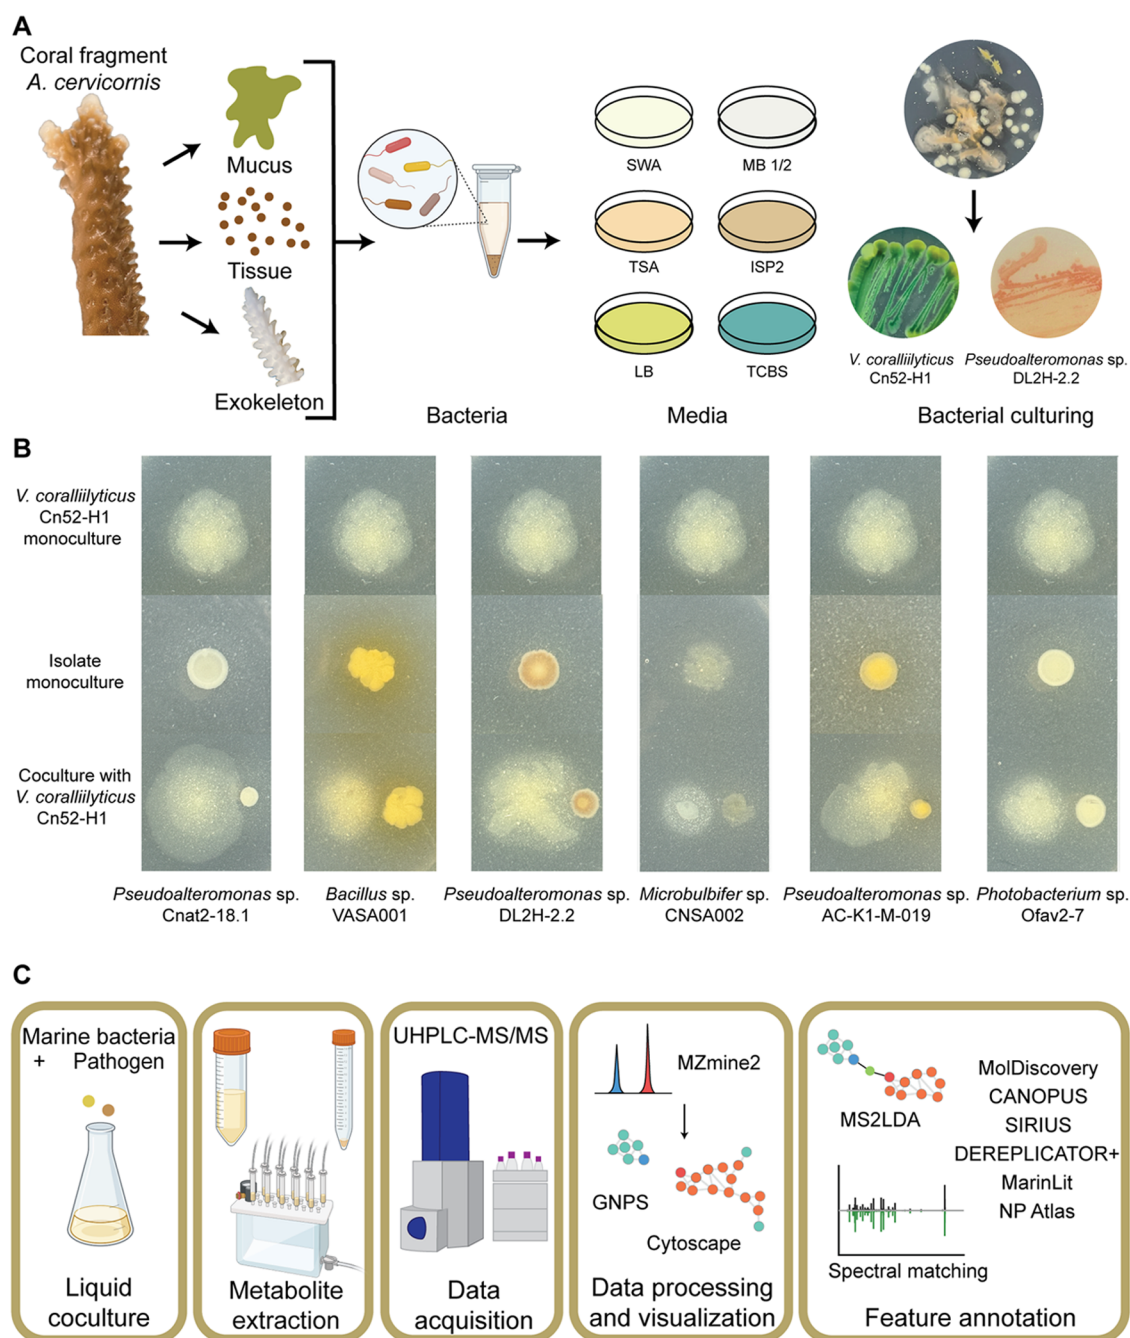 A
Coral fragment
A. cervicornis
Mucus
Tissue
Exokeleton
Bacteria
SWA
MB 1/2
TSA
ISP2
LB
TCBS
Media
V. coralliilyticus
Cn52-H1
Pseudoalteromonas sp.
DL2H-2.2
Bacterial culturing
B
V. coralliilyticus
Cn52-H1
monoculture
Isolate
monoculture
Coculture with
V. coralliilyticus
Cn52-H1
Pseudoalteromonas sp.
Cnat2-18.1
Bacillus sp.
VASA001
Pseudoalteromonas sp.
DL2H-2.2
Microbulbifer sp.
CNSA002
Pseudoalteromonas sp.
AC-K1-M-019
Photobacterium sp.
Ofav2-7
C
Marine bacteria
+ Pathogen
Liquid
coculture
Metabolite
extraction
UHPLC-MS/MS
Data
acquisition
MZmine2
GNPS
Cytoscape
Data processing
and visualization
MS2LDA
Spectral matching
MolDiscovery
CANOPUS
SIRIUS
DEREPLICATOR+
MarinLit
NP Atlas
Feature annotation